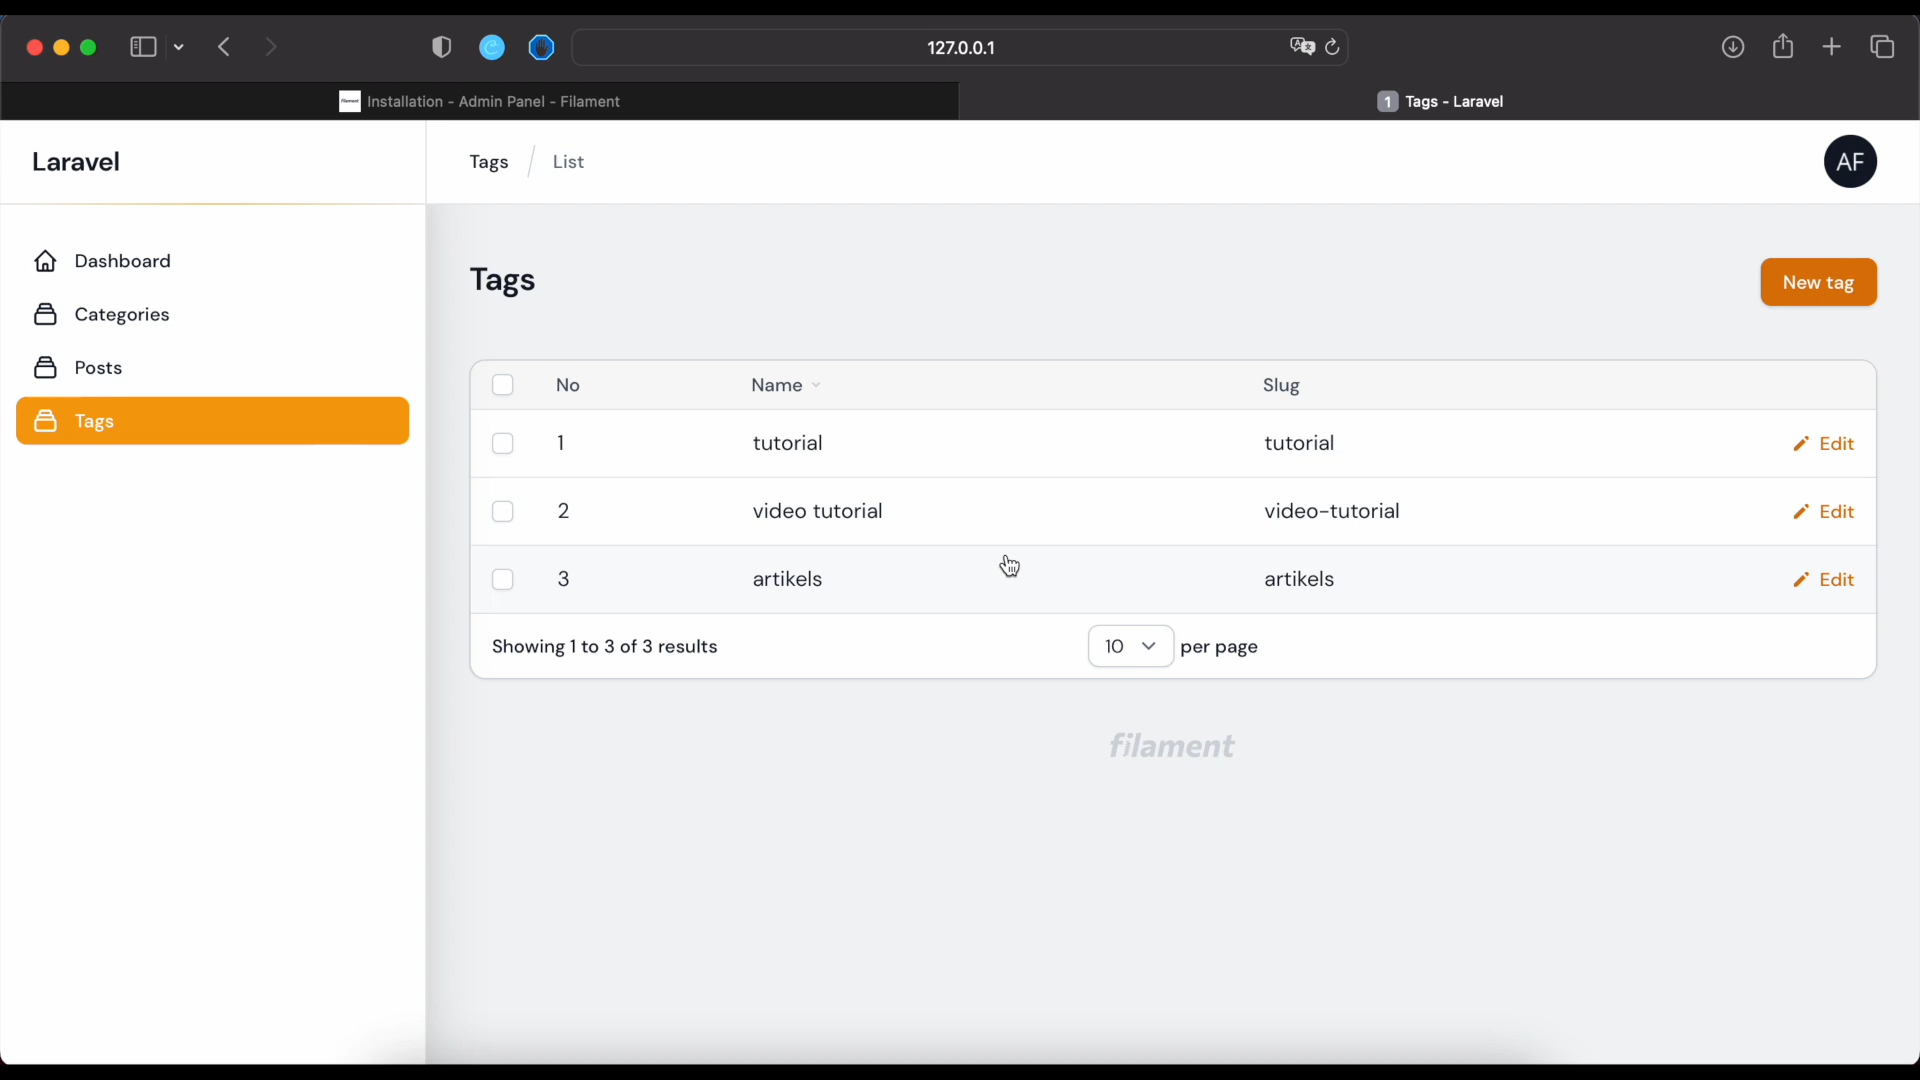 127.0.0.1
Installation - Admin Panel - Filament
1 Tags - Laravel
Laravel
Tags / List
AF
Dashboard
Categories
Posts
Tags
Tags
New tag
No Name Slug
1 tutorial tutorial Edit
2 video tutorial video-tutorial Edit
3 artikels artikels Edit
Showing 1 to 3 of 3 results 10 per page
filament